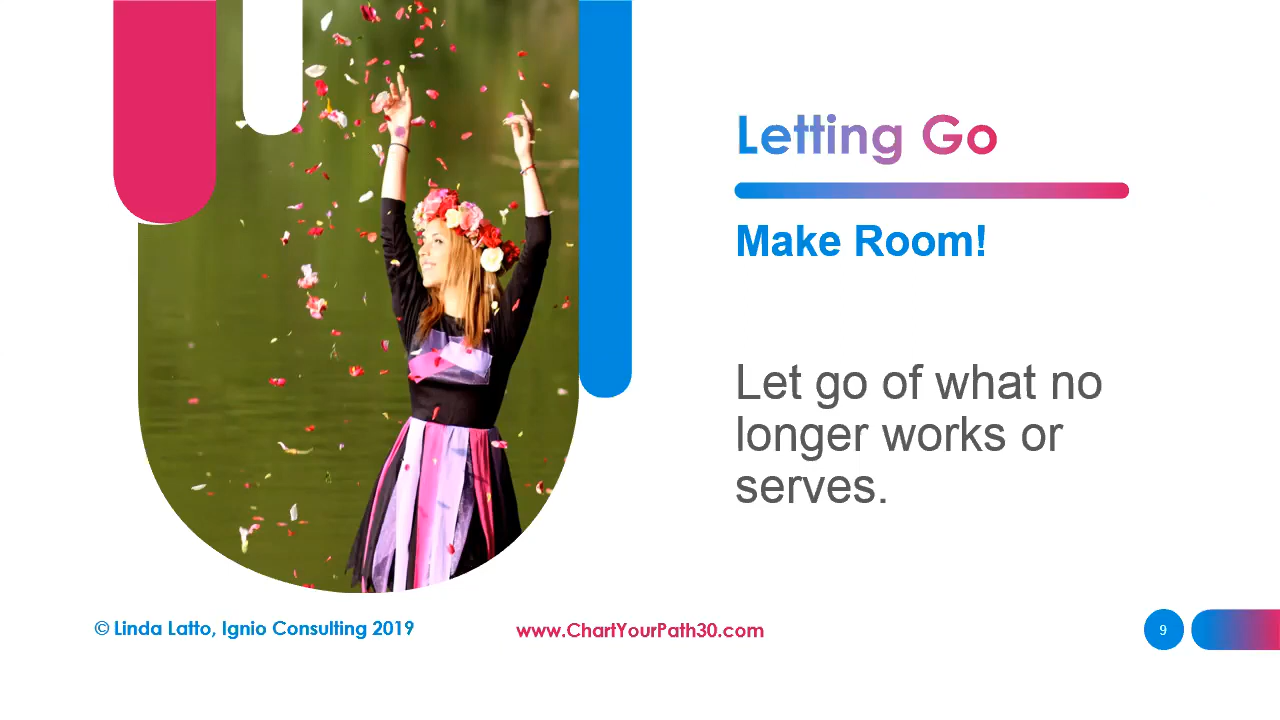 Letting Go
Make Room!
Let go of what no
longer works or
serves.
© Linda Latto, Ignio Consulting 2019
www.ChartYourPath30.com
9